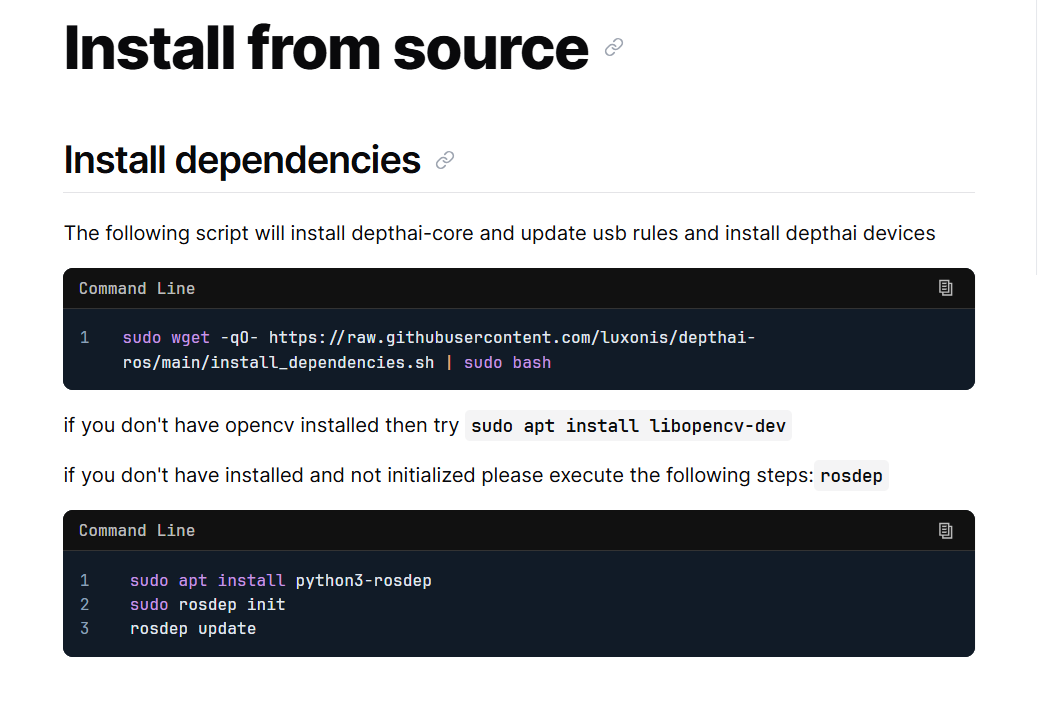 Install from source
Install dependencies
The following script will install depthai-core and update usb rules and install depthai devices
Command Line
1 sudo wget -qO- https://raw.githubusercontent.com/luxonis/depthai-
ros/main/install_dependencies.sh | sudo bash
if you don't have opencv installed then try sudo apt install libopencv-dev
if you don't have installed and not initialized please execute the following steps: rosdep
Command Line
1 sudo apt install python3-rosdep
2 sudo rosdep init
3 rosdep update